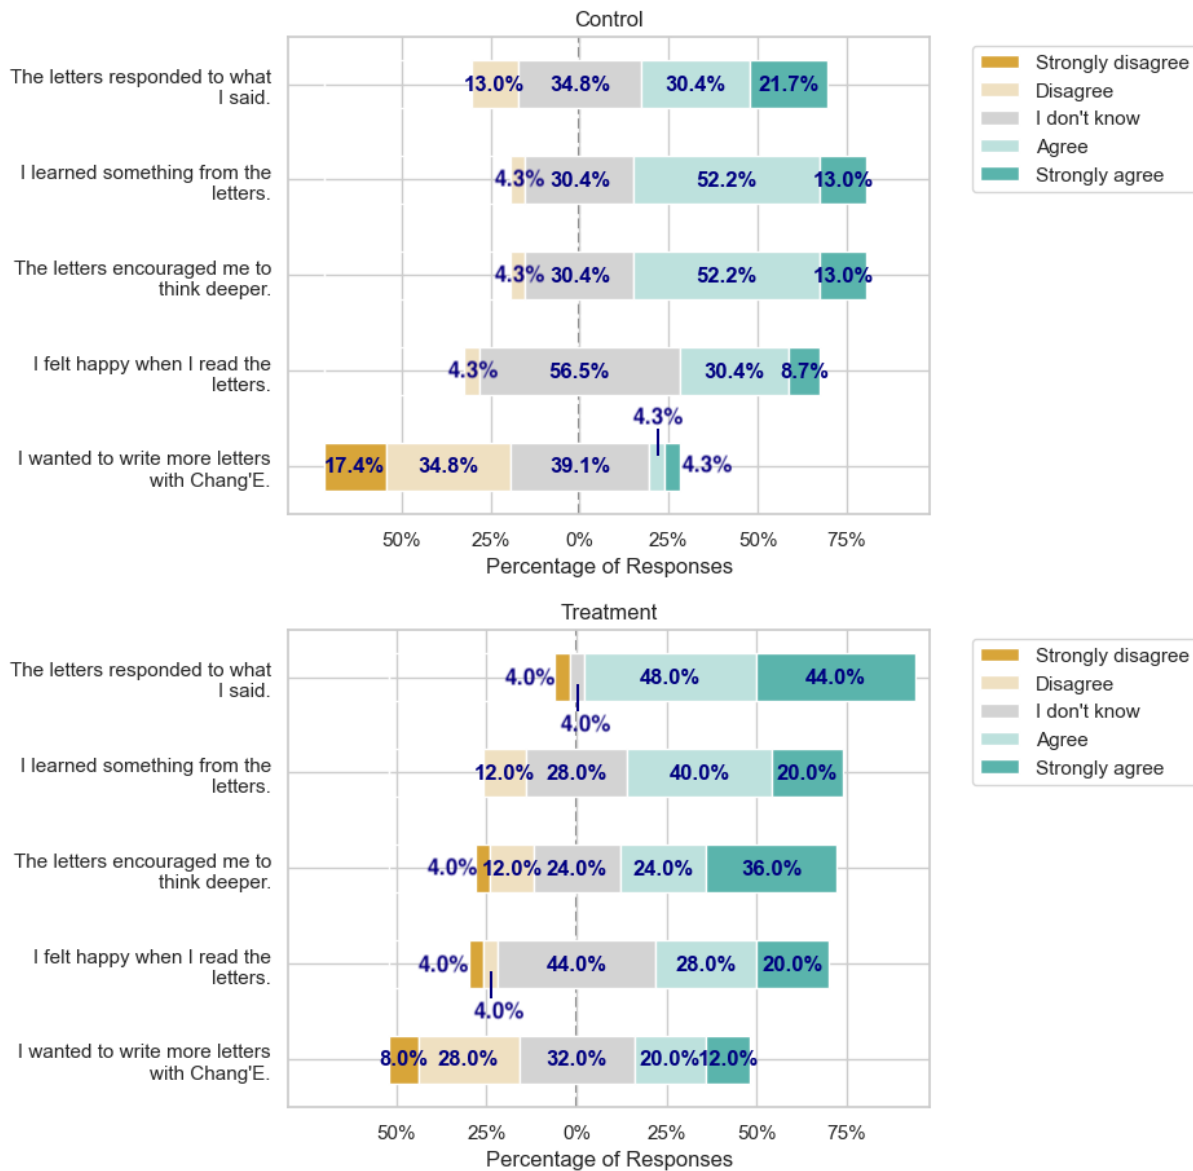 Control
The letters responded to what
I said.
13.0% 34.8% 30.4% 21.7%
I learned something from the
letters.
4.3% 30.4% 52.2% 13.0%
The letters encouraged me to
think deeper.
4.3% 30.4% 52.2% 13.0%
I felt happy when I read the
letters.
4.3% 56.5% 30.4% 8.7%
4.3%
I wanted to write more letters
with Chang'E.
17.4% 34.8% 39.1% 4.3%
50% 25% 0% 25% 50% 75%
Percentage of Responses
Strongly disagree
Disagree
I don't know
Agree
Strongly agree
Treatment
The letters responded to what
I said.
4.0% 48.0% 44.0%
4.0%
I learned something from the
letters.
12.0% 28.0% 40.0% 20.0%
The letters encouraged me to
think deeper.
4.0% 12.0% 24.0% 24.0% 36.0%
I felt happy when I read the
letters.
4.0% 44.0% 28.0% 20.0%
4.0%
I wanted to write more letters
with Chang'E.
8.0% 28.0% 32.0% 20.0% 12.0%
50% 25% 0% 25% 50% 75%
Percentage of Responses
Strongly disagree
Disagree
I don't know
Agree
Strongly agree